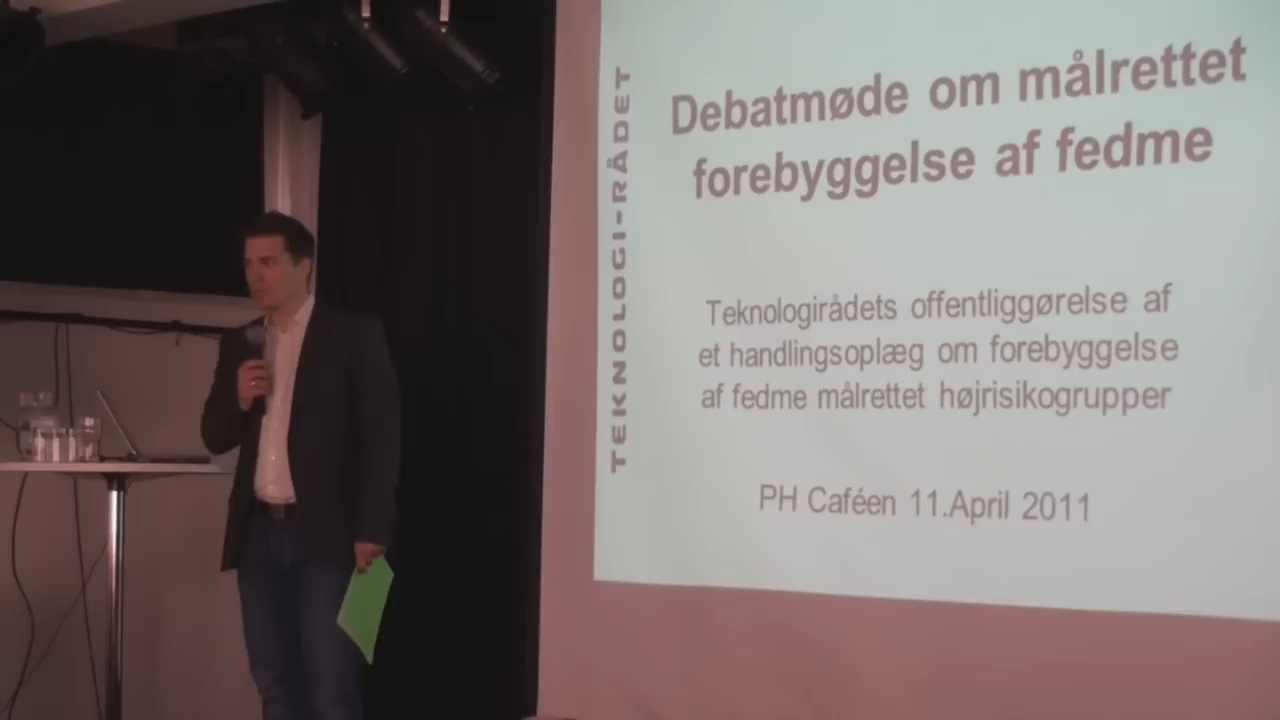 TEKNOLOGI-RÅDET
Debatmøde om målrettet
forebyggelse af fedme
Teknologirådets offentliggørelse af
et handlingsoplæg om forebyggelse
af fedme målrettet højrisikogrupper
PH Caféen 11.April 2011